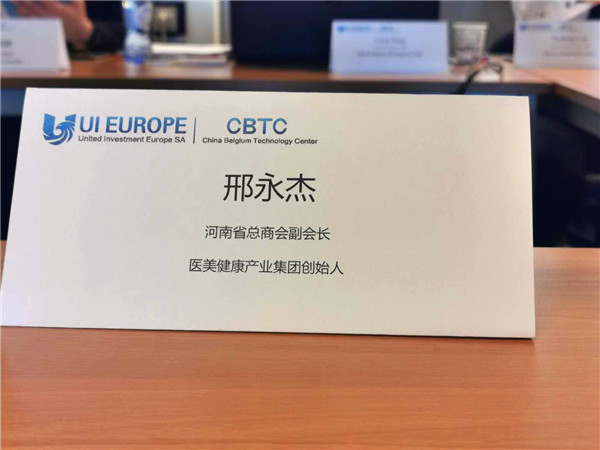 UI EUROPE
United Investment Europe SA
CBTC
China Belgium Technology Center
邢永杰
河南省总商会副会长
医美健康产业集团创始人